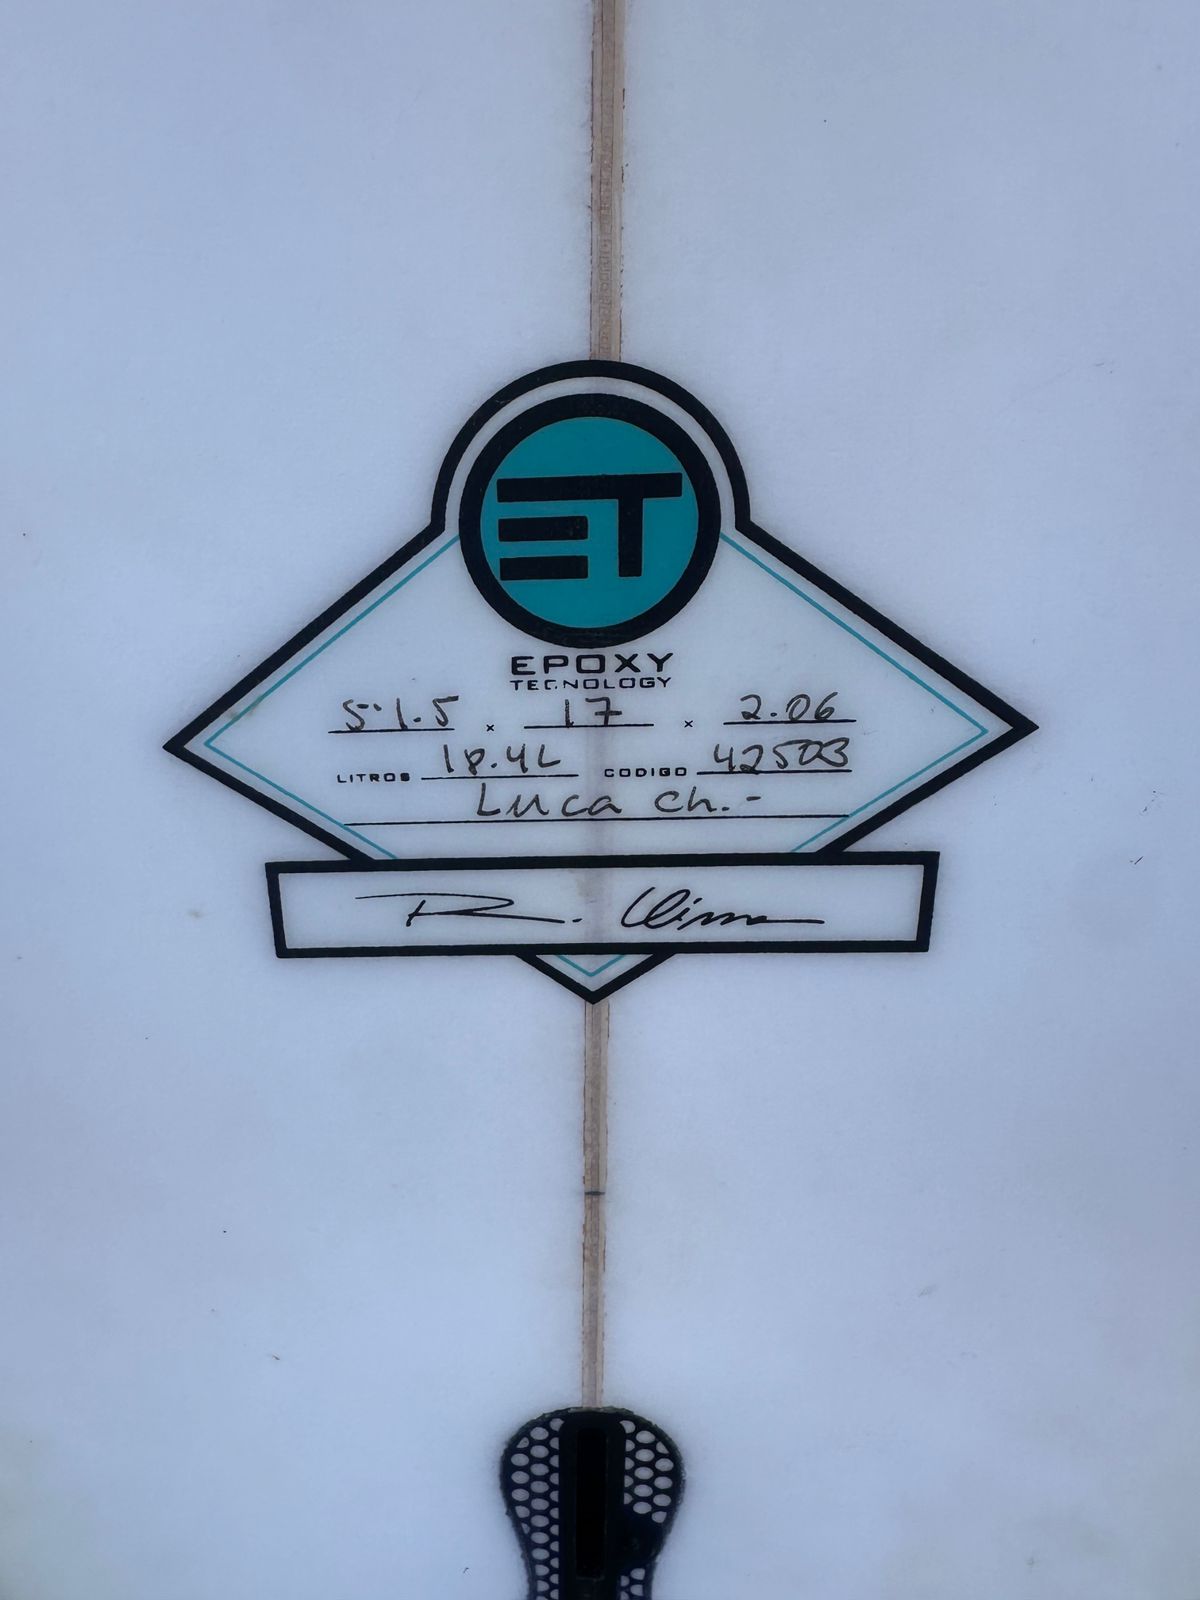 ET
EPOXY
TECNOLOGY
5'1.5 x 17 x 2.06
LITROS 18.4L CODIGO 42503
Luca Ch.-
R.